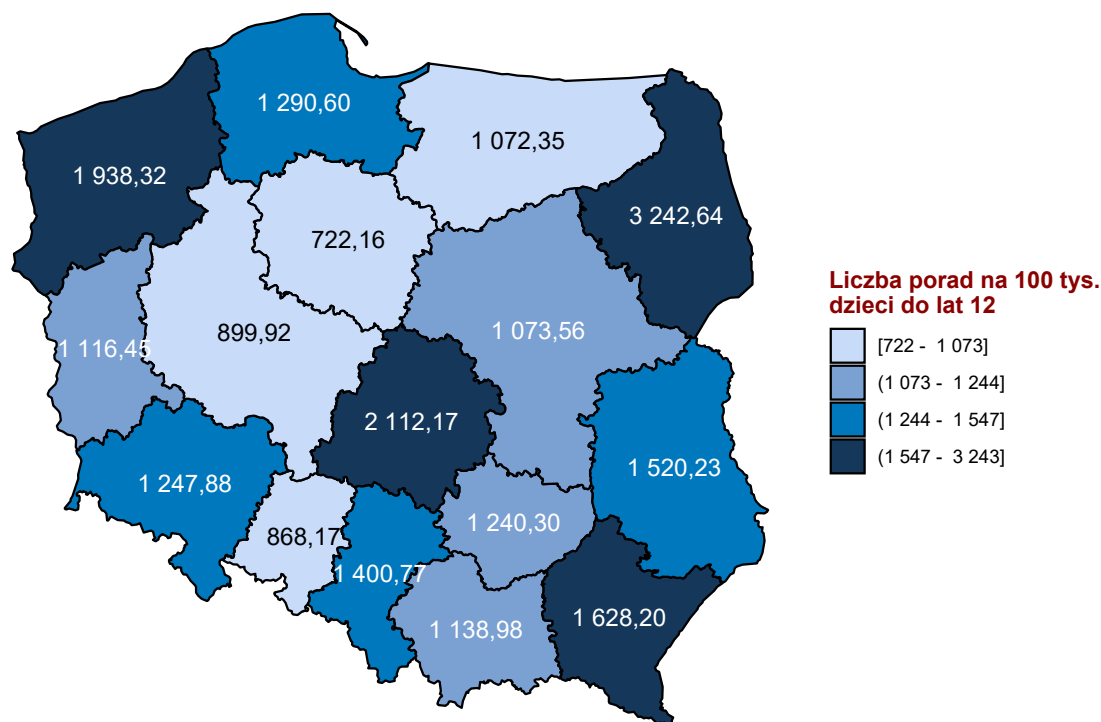 1 290,60
1 072,35
1 938,32
3 242,64
722,16
899,92
1 073,56
1 116,45
2 112,17
1 520,23
1 247,88
1 240,30
868,17
1 400,77
1 628,20
1 138,98
Liczba porad na 100 tys.
dzieci do lat 12
[722 - 1 073]
(1 073 - 1 244]
(1 244 - 1 547]
(1 547 - 3 243]